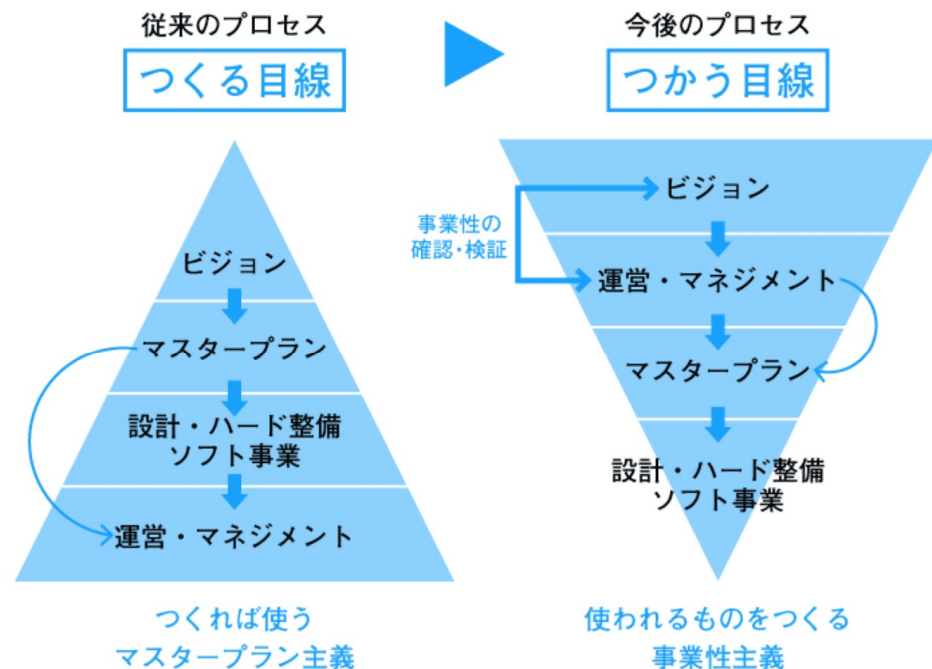 従来のプロセス
つくる目線
ビジョン
マスタープラン
設計・ハード整備
ソフト事業
運営・マネジメント
つくれば使う
マスタープラン主義
今後のプロセス
つかう目線
事業性の
確認・検証
ビジョン
運営・マネジメント
マスタープラン
設計・ハード整備
ソフト事業
使われるものをつくる
事業性主義